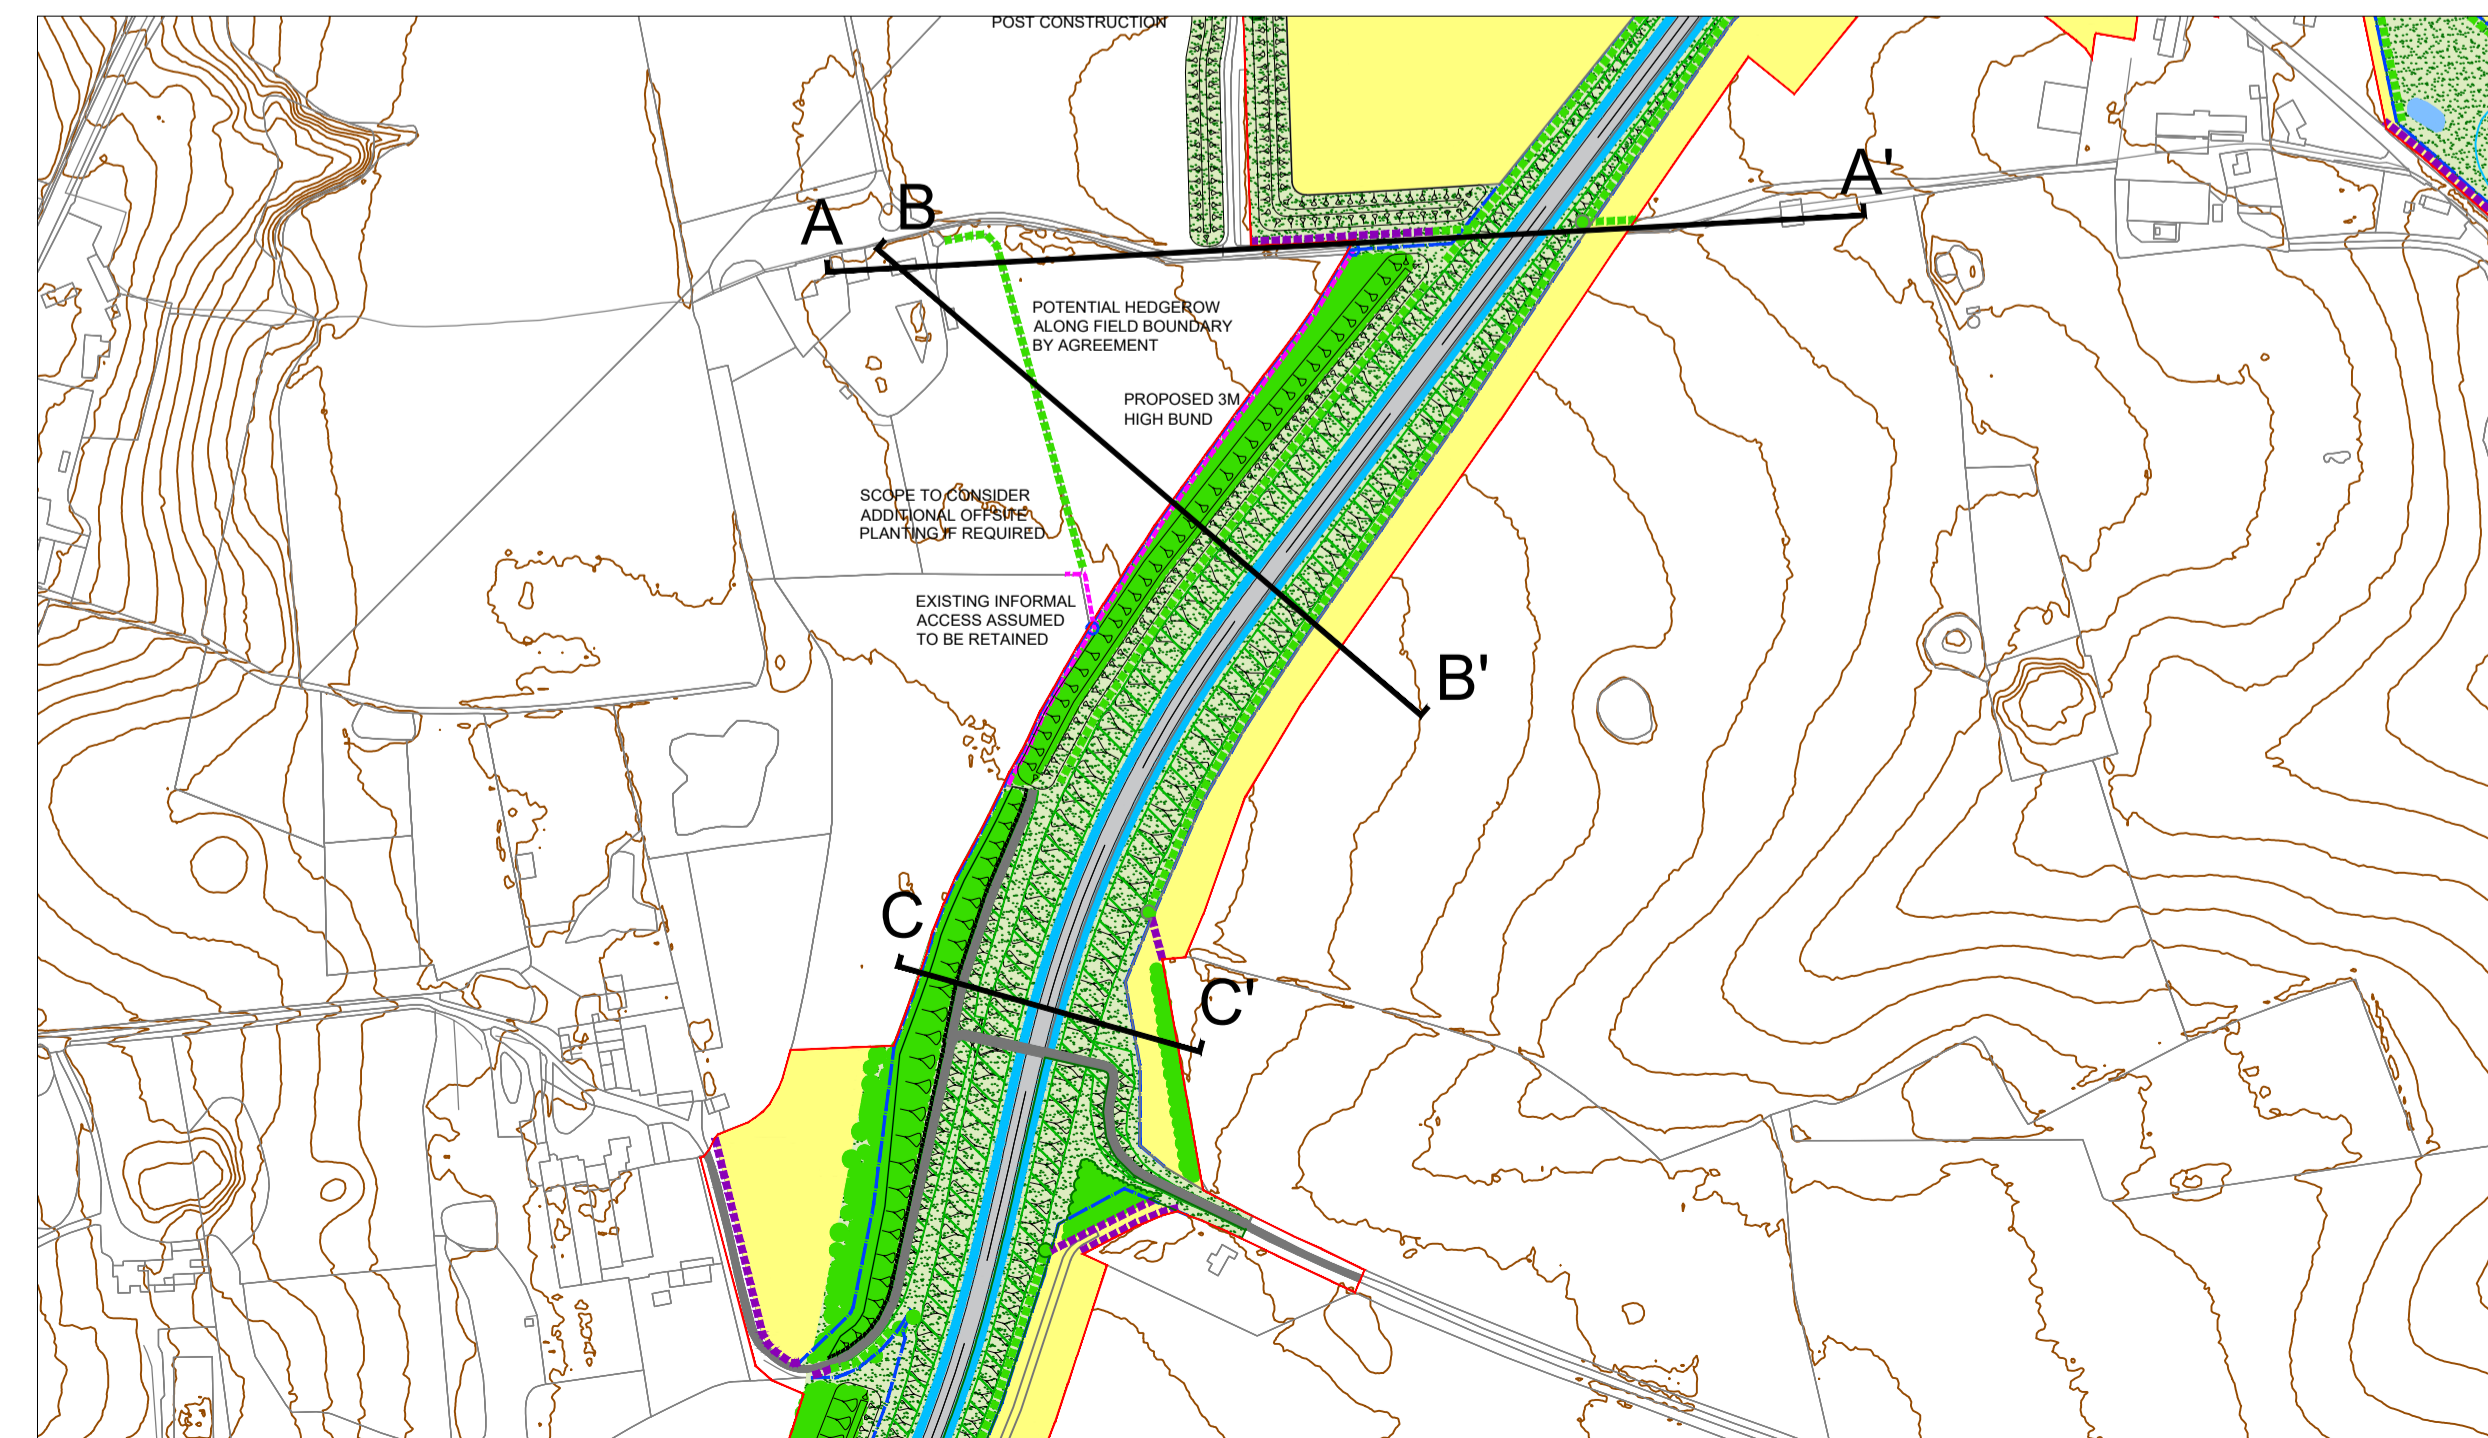 POST CONSTRUCTION
A'
B
A
POTENTIAL HEDGEROW
ALONG FIELD BOUNDARY
BY AGREEMENT
PROPOSED 3M
HIGH BUND
SCOPE TO CONSIDER
ADDITIONAL OFFSITE
PLANTING IF REQUIRED
EXISTING INFORMAL
ACCESS ASSUMED
TO BE RETAINED
B'
C
C'